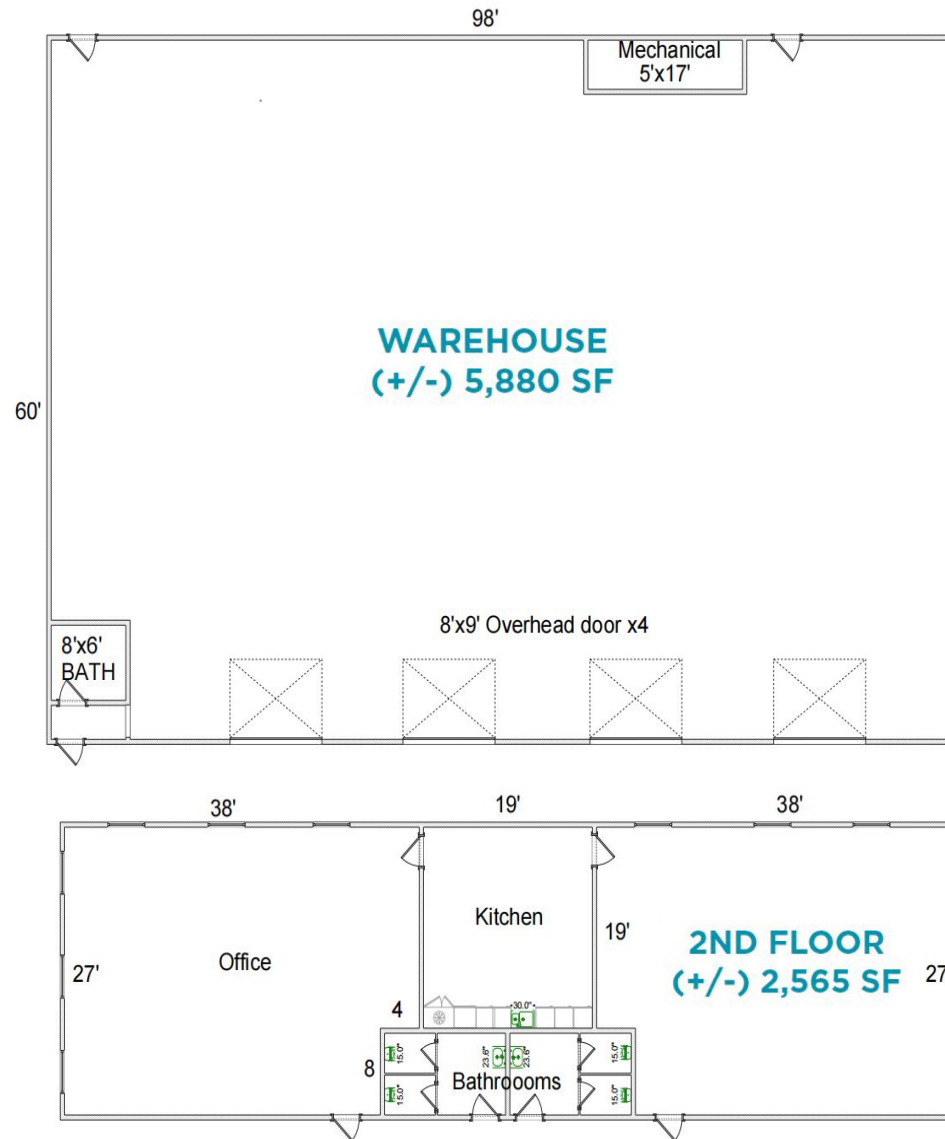 98'
Mechanical
5'x17'
WAREHOUSE
(+/-) 5,880 SF
60'
8'x9' Overhead door x4
8'x6'
BATH
38'
19'
38'
Kitchen
Office
19'
2ND FLOOR
(+/-) 2,565 SF
27'
27'
30.0"
4
8
15.0"
15.0"
23.6"
23.6"
15.0"
15.0"
Bathroooms